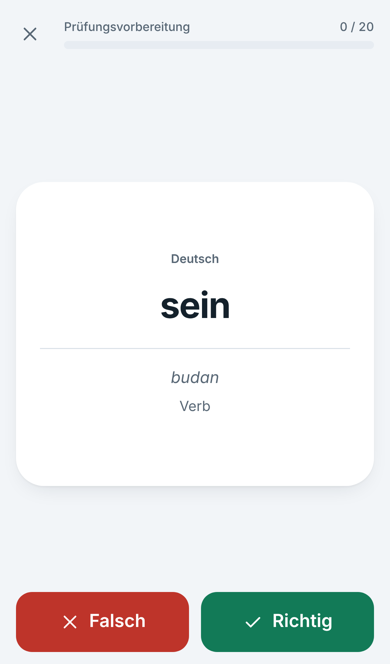 Prüfungsvorbereitung
0 / 20
Deutsch
sein
budan
Verb
Falsch
Richtig